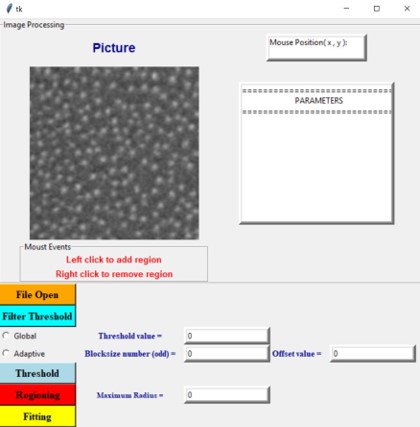 tk
Image Processing
Picture
Mouse Position( x , y ):
==============================
PARAMETERS
==============================
Moust Events
Left click to add region
Right click to remove region
File Open
Filter Threshold
Global
Threshold value = 0
Adaptive
Blocksize number (odd) = 0 Offset value = 0
Threshold
Regioning
Maximum Radius = 0
Fitting